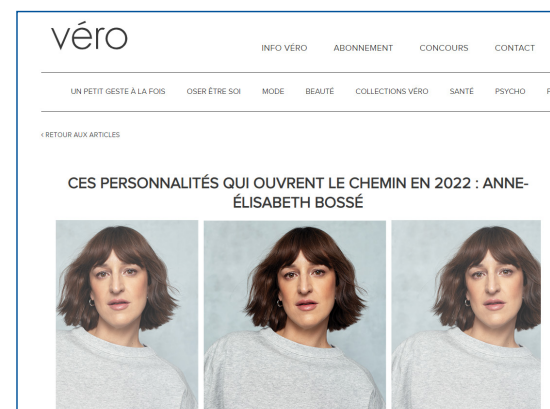 véro
INFO VÉRO ABONNEMENT CONCOURS CONTACT
UN PETIT GESTE À LA FOIS OSER ÊTRE SOI MODE BEAUTÉ COLLECTIONS VÉRO SANTÉ PSYCHO
‹ RETOUR AUX ARTICLES
CES PERSONNALITÉS QUI OUVRENT LE CHEMIN EN 2022 : ANNE-
ÉLISABETH BOSSÉ